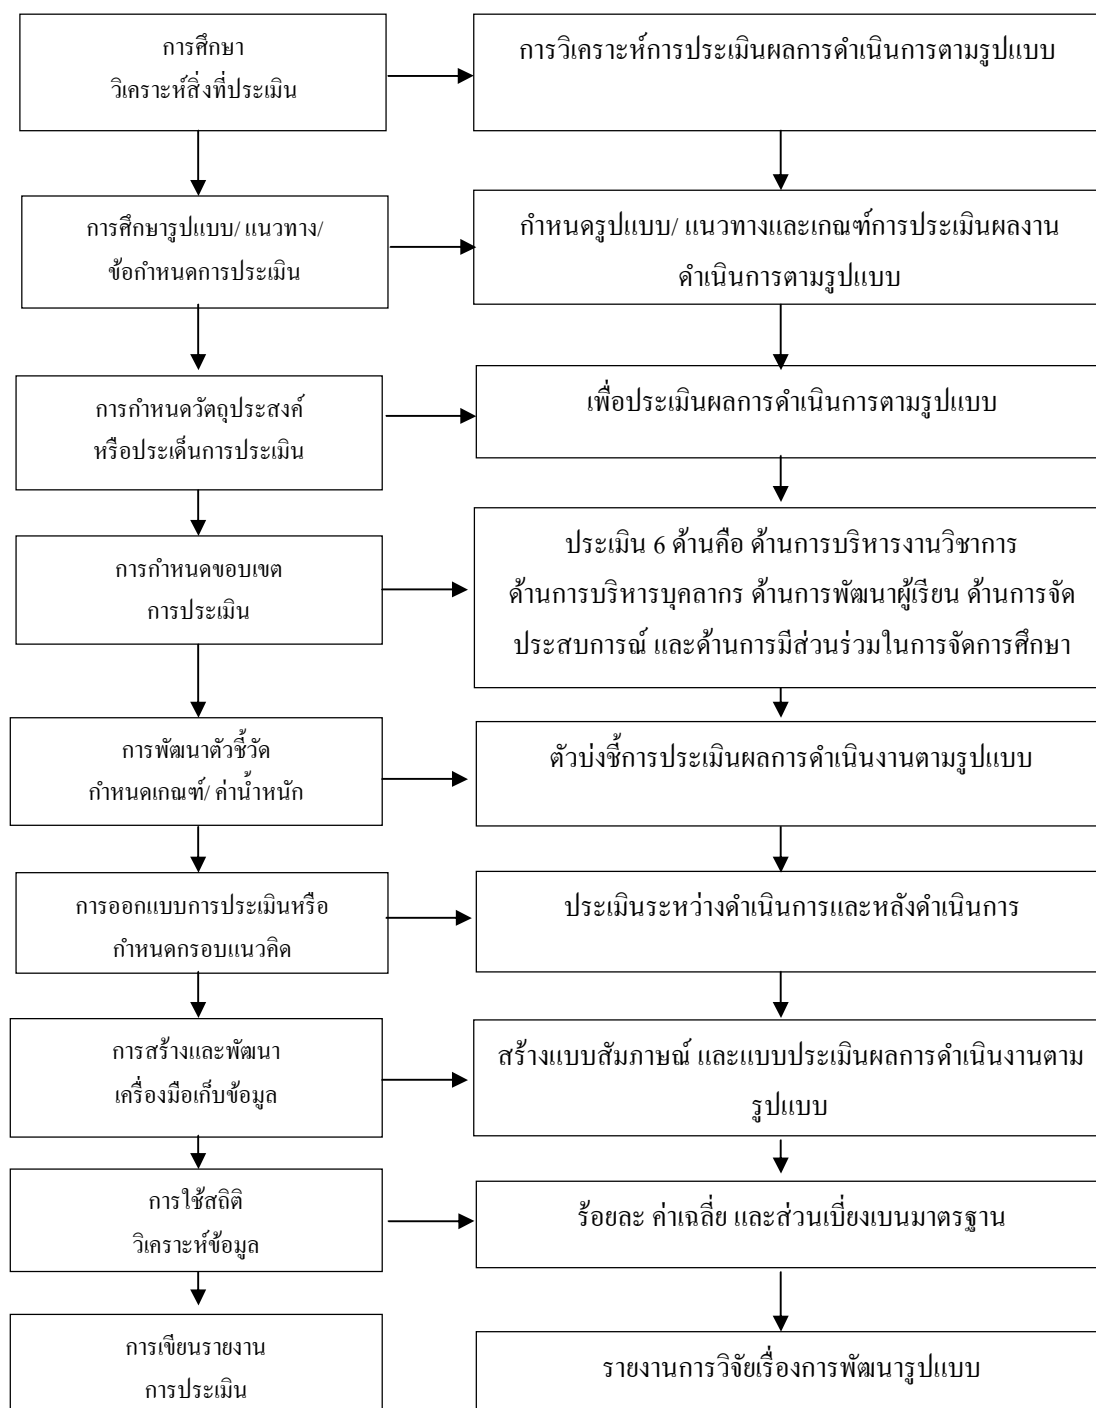 การศึกษา
วิเคราะห์สิ่งที่ประเมิน
การวิเคราะห์การประเมินผลการดำเนินการตามรูปแบบ
การศึกษารูปแบบ/ แนวทาง/
ข้อกำหนดการประเมิน
กำหนดรูปแบบ/ แนวทางและเกณฑ์การประเมินผลงาน
ดำเนินการตามรูปแบบ
การกำหนดวัตถุประสงค์
หรือประเด็นการประเมิน
เพื่อประเมินผลการดำเนินการตามรูปแบบ
การกำหนดขอบเขต
การประเมิน
ประเมิน 6 ด้านคือ ด้านการบริหารงานวิชาการ
ด้านการบริหารบุคลากร ด้านการพัฒนาผู้เรียน ด้านการจัด
ประสบการณ์ และด้านการมีส่วนร่วมในการจัดการศึกษา
การพัฒนาตัวชี้วัด
กำหนดเกณฑ์/ ค่าน้ำหนัก
ตัวบ่งชี้การประเมินผลการดำเนินงานตามรูปแบบ
การออกแบบการประเมินหรือ
กำหนดกรอบแนวคิด
ประเมินระหว่างดำเนินการและหลังดำเนินการ
การสร้างและพัฒนา
เครื่องมือเก็บข้อมูล
สร้างแบบสัมภาษณ์ และแบบประเมินผลการดำเนินงานตาม
รูปแบบ
การใช้สถิติ
วิเคราะห์ข้อมูล
ร้อยละ ค่าเฉลี่ย และส่วนเบี่ยงเบนมาตรฐาน
การเขียนรายงาน
การประเมิน
รายงานการวิจัยเรื่องการพัฒนารูปแบบ